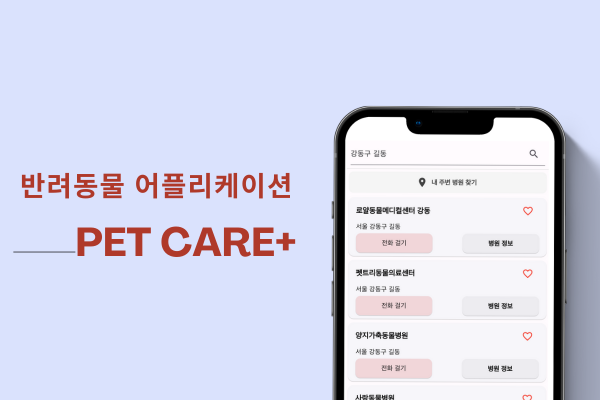 반려동물 어플리케이션
PET CARE+
강동구 길동
내 주변 병원 찾기
로얄동물메디컬센터 강동
서울 강동구 길동
전화 걸기
병원 정보
펫트리동물의료센터
서울 강동구 길동
전화 걸기
병원 정보
양지가축동물병원
서울 강동구 길동
전화 걸기
병원 정보
사람동물병원